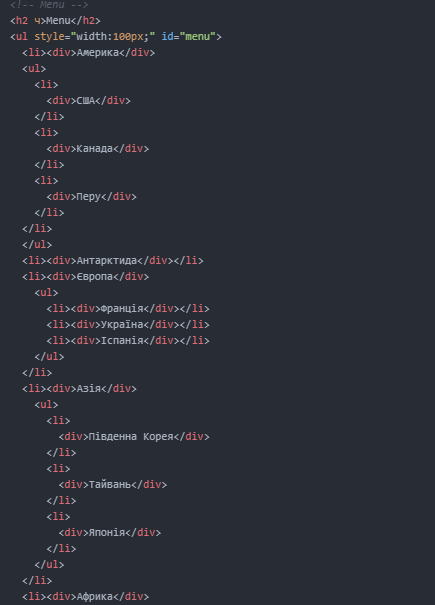 <!-- Menu -->
<h2 ч>Menu</h2>
<ul style="width:100px;" id="menu">
<li><div>Америка</div>
<ul>
<li>
<div>США</div>
</li>
<li>
<div>Канада</div>
</li>
<li>
<div>Перу</div>
</li>
</li>
</ul>
<li><div>Антарктида</div></li>
<li><div>Європа</div>
<ul>
<li><div>Франція</div></li>
<li><div>Україна</div></li>
<li><div>Іспанія</div></li>
</ul>
</li>
<li><div>Азія</div>
<ul>
<li>
<div>Південна Корея</div>
</li>
<li>
<div>Тайвань</div>
</li>
<li>
<div>Японія</div>
</li>
</ul>
</li>
<li><div>Африка</div>